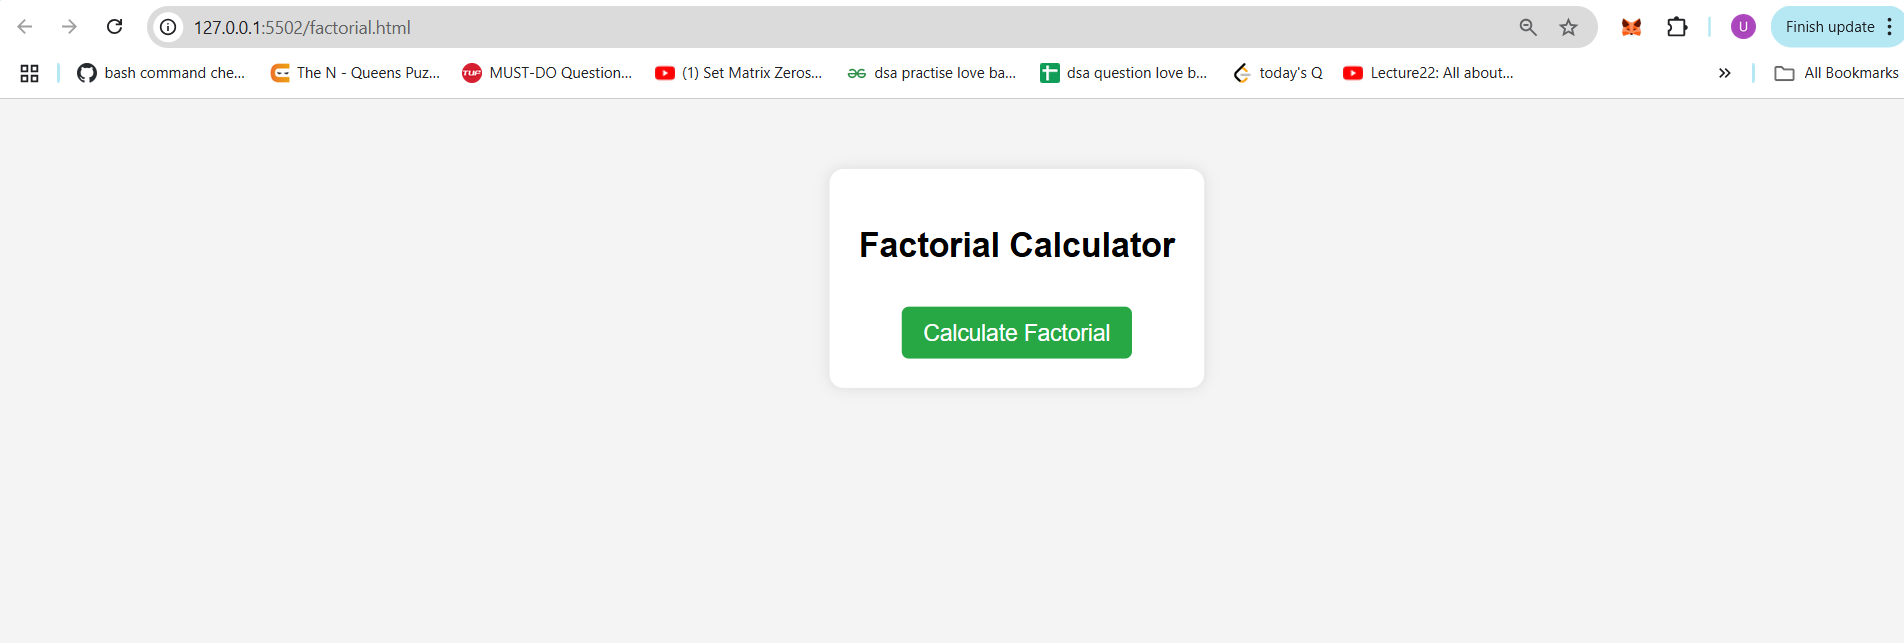 127.0.0.1:5502/factorial.html
U
Finish update
bash command che...
The N - Queens Puz...
TUF
MUST-DO Question...
(1) Set Matrix Zeros...
dsa practise love ba...
dsa question love b...
today's Q
Lecture22: All about...
All Bookmarks
Factorial Calculator
Calculate Factorial